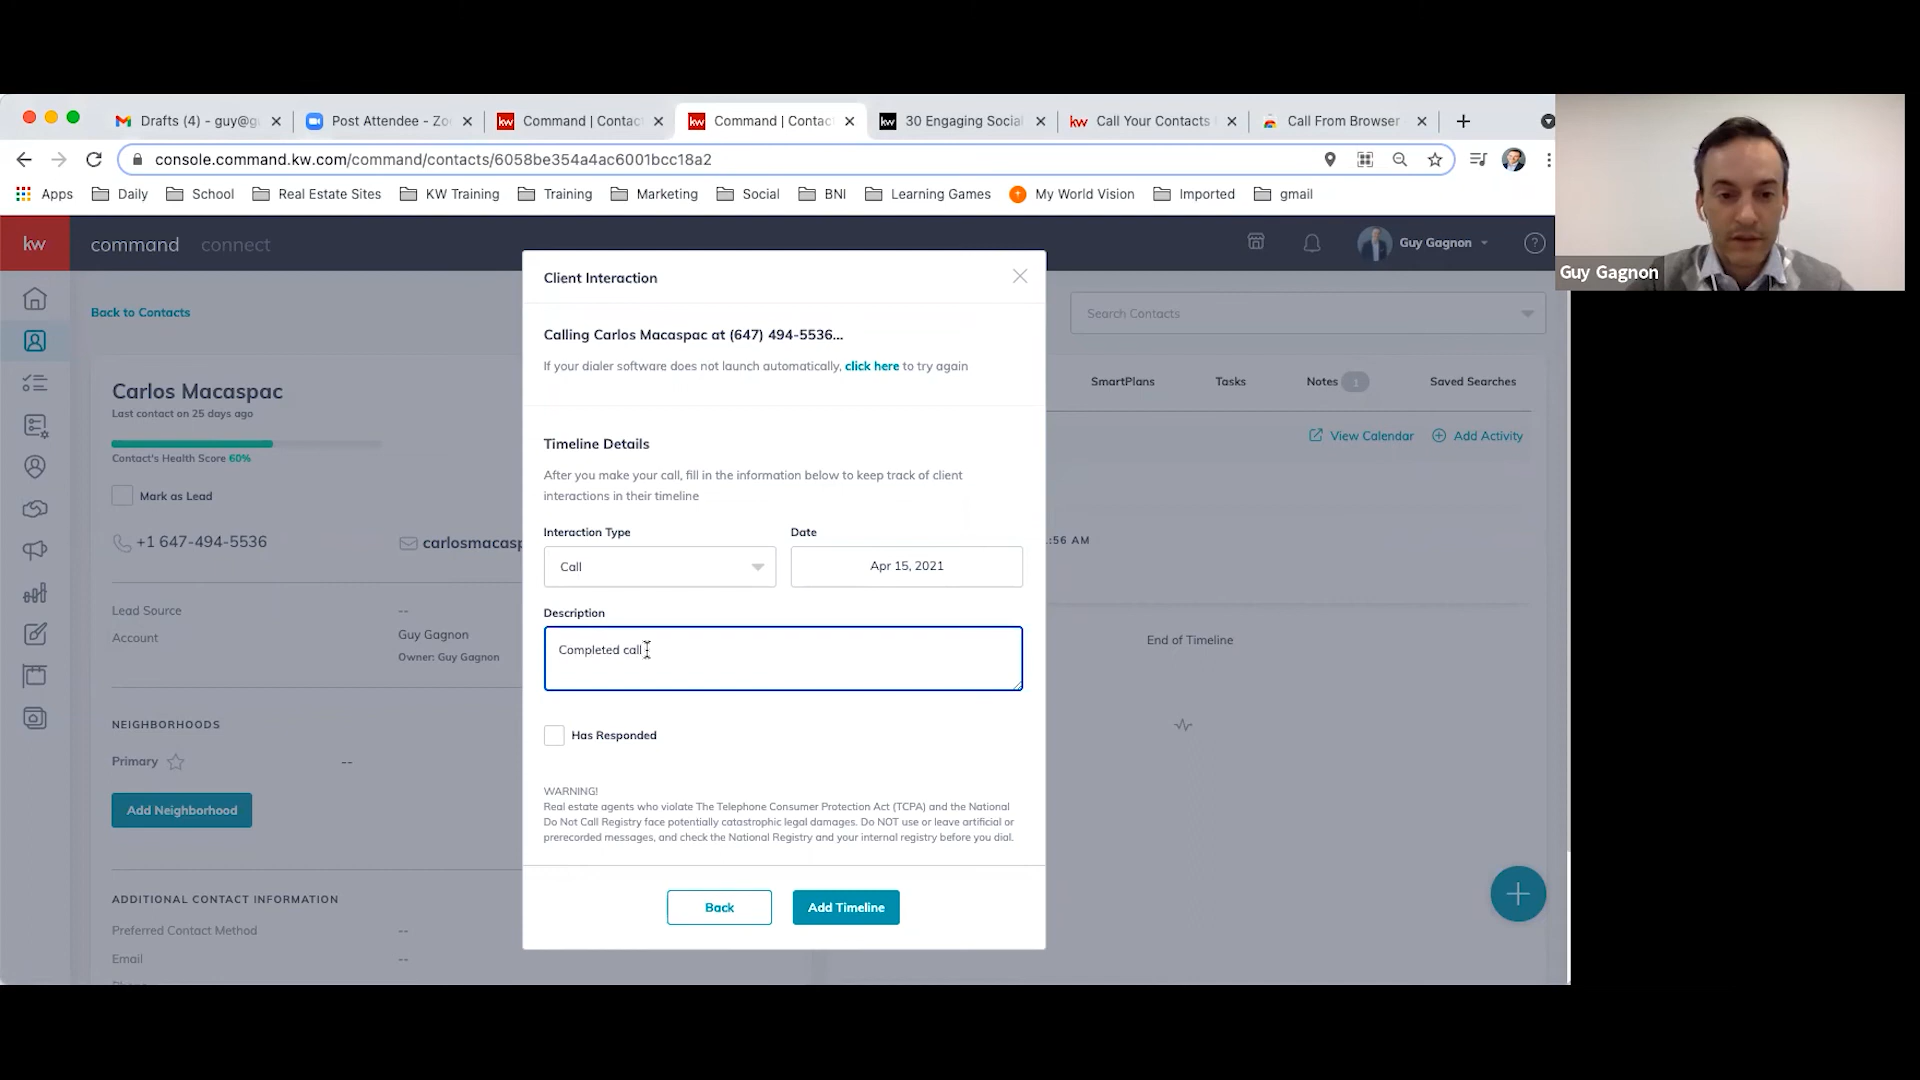 Drafts (4) - guy@g
Post Attendee - Zo
kw Command | Contac
kw Command | Contac
kw 30 Engaging Social
kw Call Your Contacts
Call From Browser
console.command.kw.com/command/contacts/6058be354a4ac6001bcc18a2
Apps
Daily
School
Real Estate Sites
KW Training
Training
Marketing
Social
BNI
Learning Games
My World Vision
Imported
gmail
kw
command
connect
Guy Gagnon
?
Guy Gagnon
Back to Contacts
Search Contacts
Carlos Macaspac
Last contact on 25 days ago
Contact's Health Score 60%
Mark as Lead
+1 647-494-5536
carlosmacasp
Lead Source
--
Account
Guy Gagnon
Owner: Guy Gagnon
NEIGHBORHOODS
Primary
--
Add Neighborhood
ADDITIONAL CONTACT INFORMATION
Preferred Contact Method
--
Email
--
Client Interaction
Calling Carlos Macaspac at (647) 494-5536...
If your dialer software does not launch automatically, click here to try again
Timeline Details
After you make your call, fill in the information below to keep track of client
interactions in their timeline
Interaction Type
Date
Call
Apr 15, 2021
Description
Completed call
Has Responded
WARNING!
Real estate agents who violate The Telephone Consumer Protection Act (TCPA) and the National
Do Not Call Registry face potentially catastrophic legal damages. Do NOT use or leave artificial or
prerecorded messages, and check the National Registry and your internal registry before you dial.
Back
Add Timeline
SmartPlans
Tasks
Notes 1
Saved Searches
View Calendar
Add Activity
:56 AM
End of Timeline